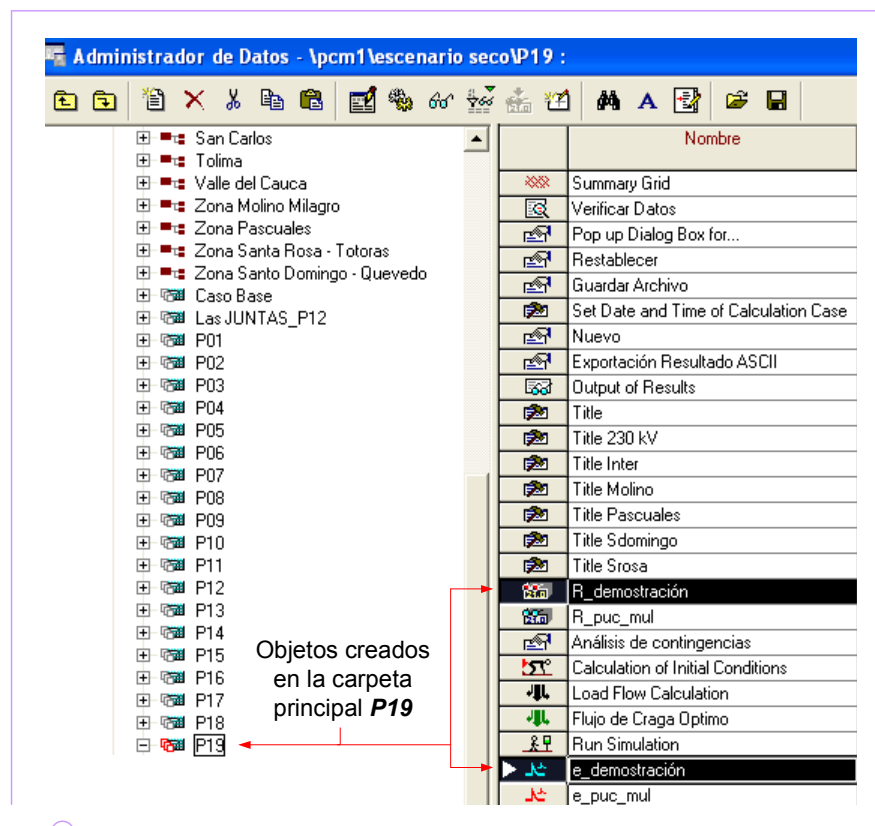 Administrador de Datos - \pcm1\escenario seco\P19 :
San Carlos
Tolima
Valle del Cauca
Zona Molino Milagro
Zona Pascuales
Zona Santa Rosa - Totoras
Zona Santo Domingo - Quevedo
Caso Base
Las JUNTAS_P12
P01
P02
P03
P04
P05
P06
P07
P08
P09
P10
P11
P12
P13
P14
P15
P16
P17
P18
P19
Objetos creados
en la carpeta
principal P19
Nombre
Summary Grid
Verificar Datos
Pop up Dialog Box for...
Restablecer
Guardar Archivo
Set Date and Time of Calculation Case
Nuevo
Exportación Resultado ASCII
Output of Results
Title
Title 230 kV
Title Inter
Title Molino
Title Pascuales
Title Sdomingo
Title Srosa
R_demostración
R_puc_mul
Análisis de contingencias
Calculation of Initial Conditions
Load Flow Calculation
Flujo de Craga Optimo
Run Simulation
e_demostración
e_puc_mul